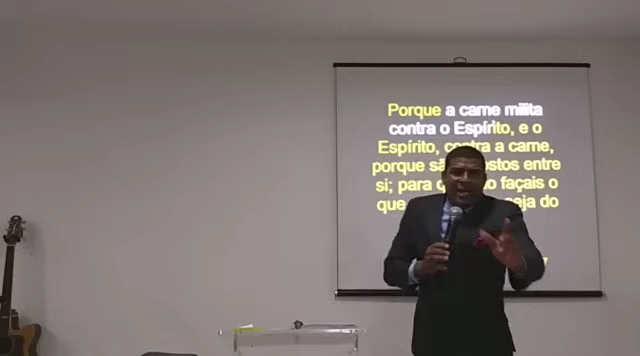 Porque a carne milita
contra o Espírito, e o
Espírito, contra a carne,
porque são entre
si; para façais o
que do